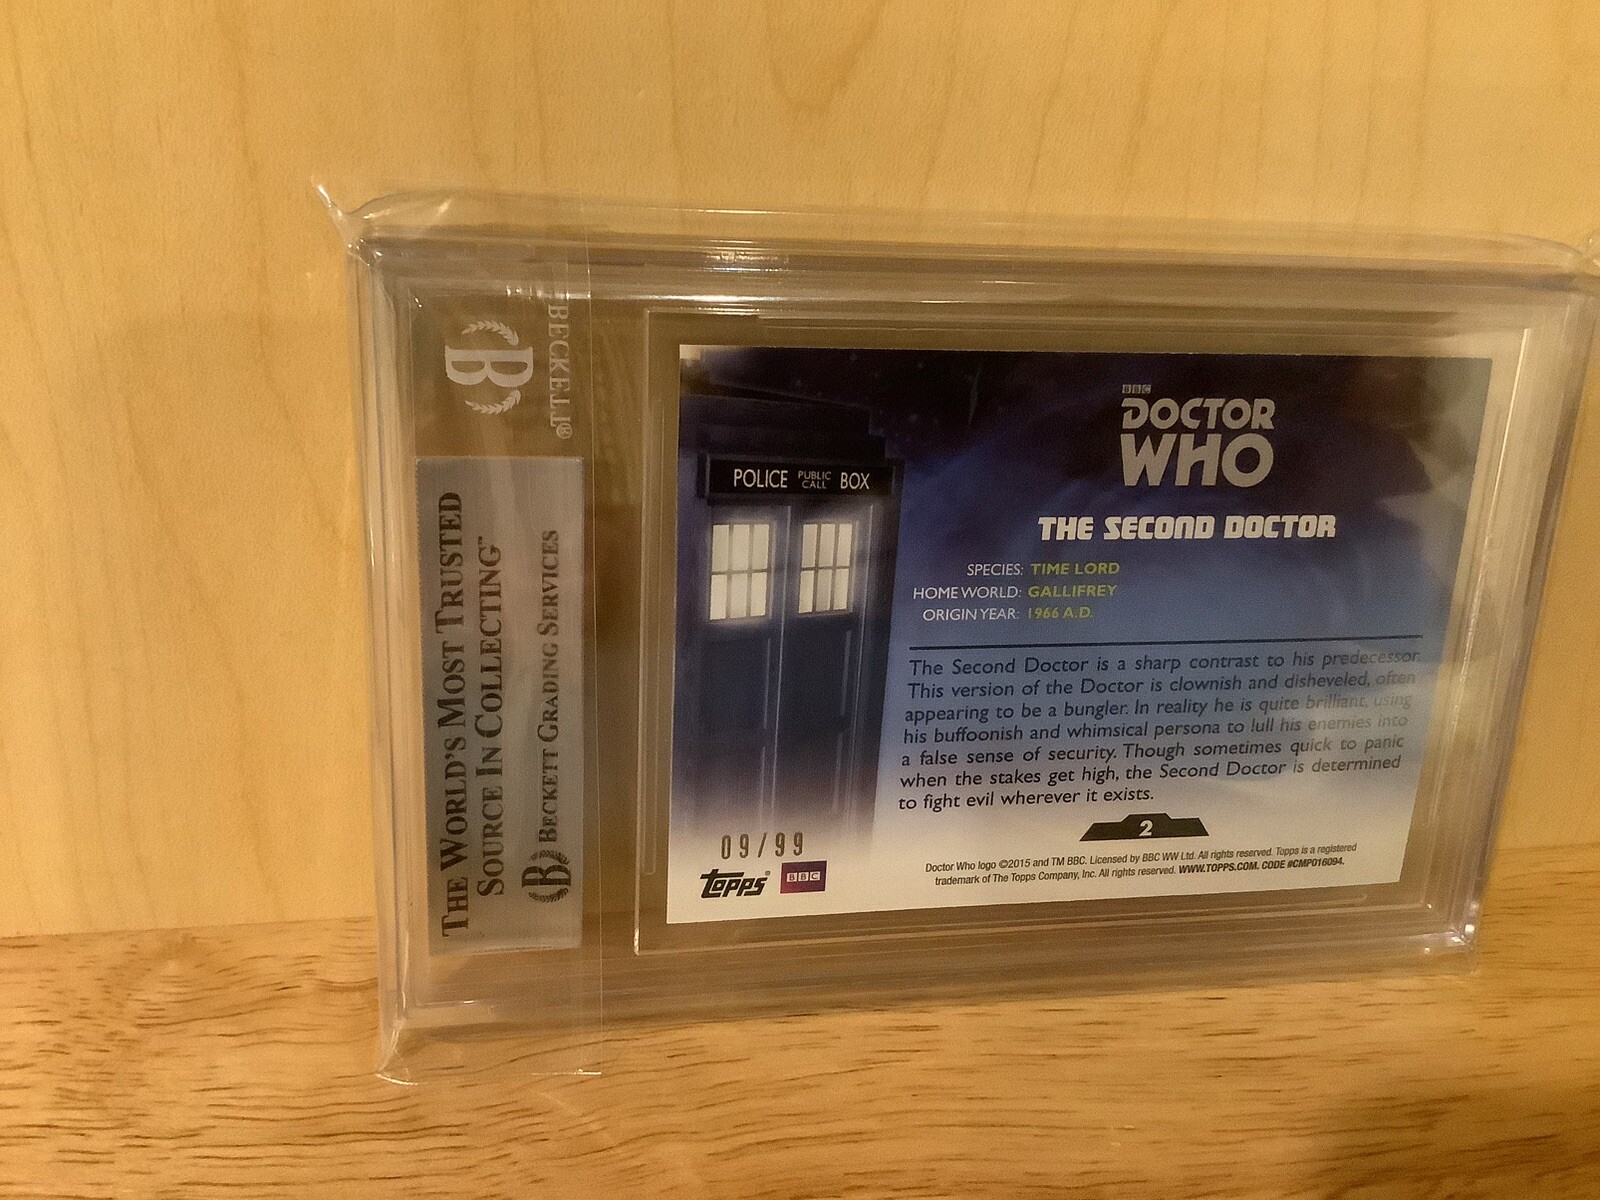 BECKETT®
THE WORLD'S MOST TRUSTED
SOURCE IN COLLECTING™
BECKETT GRADING SERVICES
POLICE PUBLIC CALL BOX
BBC
DOCTOR
WHO
THE SECOND DOCTOR
SPECIES: TIME LORD
HOME WORLD: GALLIFREY
ORIGIN YEAR: 1966 A.D.
The Second Doctor is a sharp contrast to his predecessor.
This version of the Doctor is clownish and disheveled, often
appearing to be a bungler. In reality he is quite brilliant, using
his buffoonish and whimsical persona to lull his enemies into
a false sense of security. Though sometimes quick to panic
when the stakes get high, the Second Doctor is determined
to fight evil wherever it exists.
2
09/99
Topps®
BBC
Doctor Who logo ©2015 and TM BBC. Licensed by BBC WW Ltd. All rights reserved. Topps is a registered
trademark of The Topps Company, Inc. All rights reserved. WWW.TOPPS.COM. CODE #CMP016094.